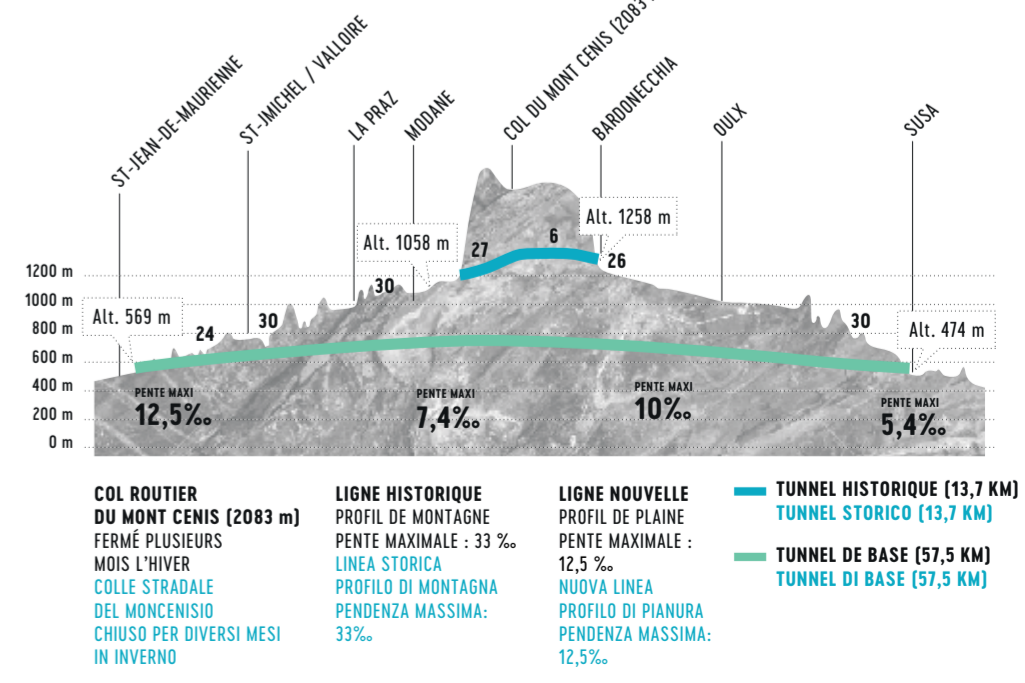 ST-JEAN-DE-MAURIENNE
ST-JMICHEL / VALLOIRE
LA PRAZ
MODANE
COL DU MONT CENIS (2083
BARDONECCHIA
OULX
SUSA
Alt. 1258 m
Alt. 1058 m
27
6
26
1200 m
1000 m
800 m
600 m
400 m
200 m
0 m
Alt. 569 m
24
30
30
30
Alt. 474 m
PENTE MAXI
12,5‰
PENTE MAXI
7,4‰
PENTE MAXI
10‰
PENTE MAXI
5,4‰
COL ROUTIER
DU MONT CENIS (2083 m)
FERMÉ PLUSIEURS
MOIS L'HIVER
COLLE STRADALE
DEL MONCENISIO
CHIUSO PER DIVERSI MESI
IN INVERNO
LIGNE HISTORIQUE
PROFIL DE MONTAGNE
PENTE MAXIMALE : 33 ‰
LINEA STORICA
PROFILO DI MONTAGNA
PENDENZA MASSIMA:
33‰
LIGNE NOUVELLE
PROFIL DE PLAINE
PENTE MAXIMALE :
12,5 ‰
NUOVA LINEA
PROFILO DI PIANURA
PENDENZA MASSIMA:
12,5‰
TUNNEL HISTORIQUE (13,7 KM)
TUNNEL STORICO (13,7 KM)
TUNNEL DE BASE (57,5 KM)
TUNNEL DI BASE (57,5 KM)